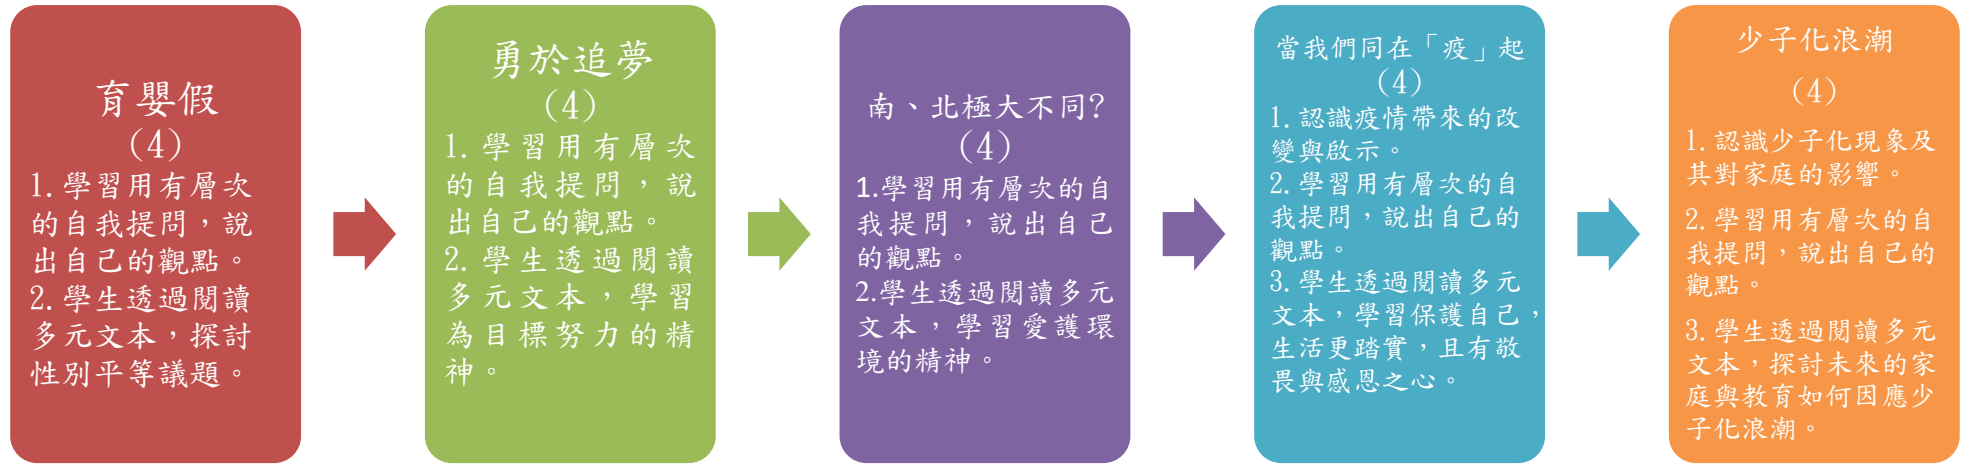 育嬰假
(4)
1.學習用有層次
的自我提問，說
出自己的觀點。
2.學生透過閱讀
多元文本，探討
性別平等議題。
勇於追夢
(4)
1.學習用有層次
的自我提問，說
出自己的觀點。
2.學生透過閱讀
多元文本，學習
為目標努力的精
神。
南、北極大不同?
(4)
1.學習用有層次的自
我提問，說出自己
的觀點。
2.學生透過閱讀多元
文本，學習愛護環
境的精神。
當我們同在「疫」起
(4)
1.認識疫情帶來的改
變與啟示。
2.學習用有層次的自
我提問，說出自己的
觀點。
3.學生透過閱讀多元
文本，學習保護自己，
生活更踏實，且有敬
畏與感恩之心。
少子化浪潮
(4)
1.認識少子化現象及
其對家庭的影響。
2.學習用有層次的自
我提問，說出自己的
觀點。
3.學生透過閱讀多元
文本，探討未來的家
庭與教育如何因應少
子化浪潮。